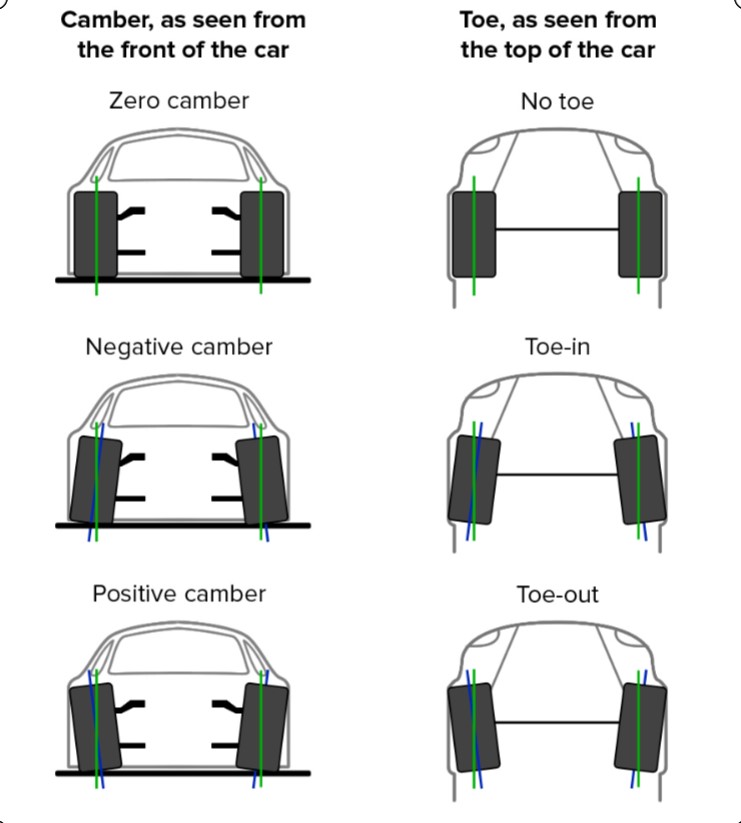 Camber, as seen from
the front of the car
Toe, as seen from
the top of the car
Zero camber
No toe
Negative camber
Toe-in
Positive camber
Toe-out